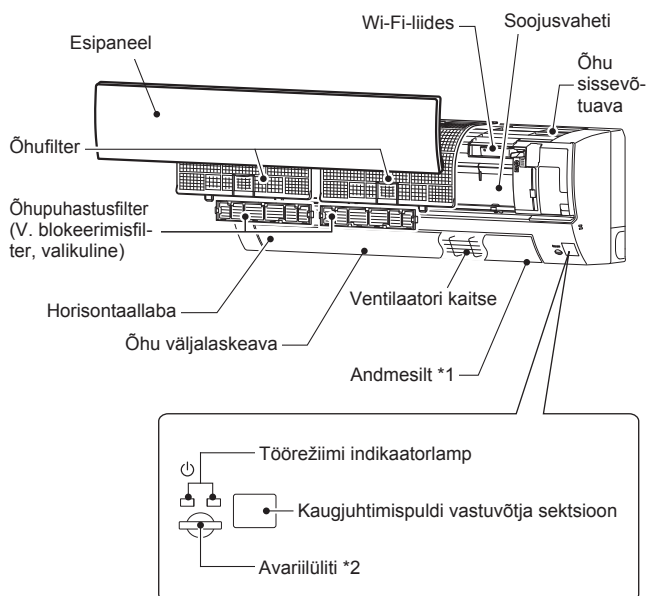 Wi-Fi-liides
Soojusvaheti
Esipaneel
Õhu
sissevõ-
tuava
Õhufilter
Õhupuhastusfilter
(V. blokeerimisfil-
ter, valikuline)
Horisontaallaba
Ventilaatori kaitse
Õhu väljalaskeava
Andmesilt *1
Töörežiimi indikaatorlamp
Kaugjuhtimispuldi vastuvõtja sektsioon
Avariilüliti *2